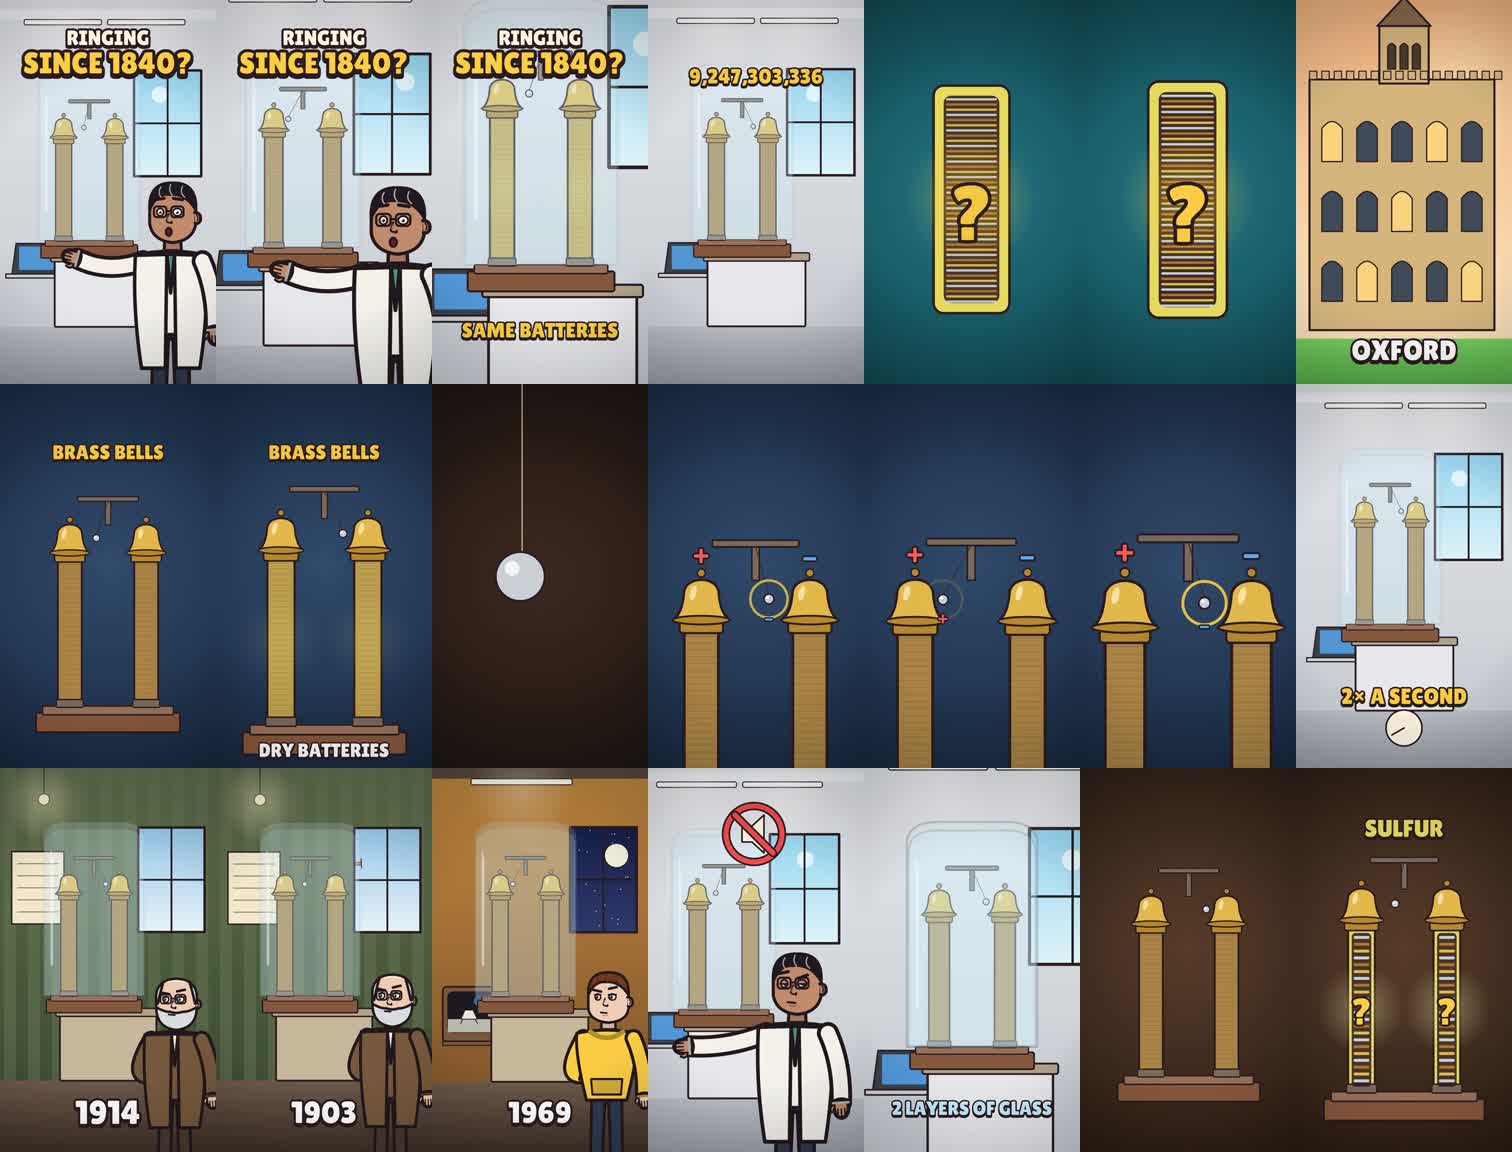 RINGING
SINCE 1840?
RINGING
SINCE 1840?
RINGING
SINCE 1840?
SAME BATTERIES
9,247,303,336
?
?
OXFORD
BRASS BELLS
BRASS BELLS
DRY BATTERIES
+
-
+
-
+
-
2× A SECOND
1914
1903
1969
2 LAYERS OF GLASS
SULFUR
?
?